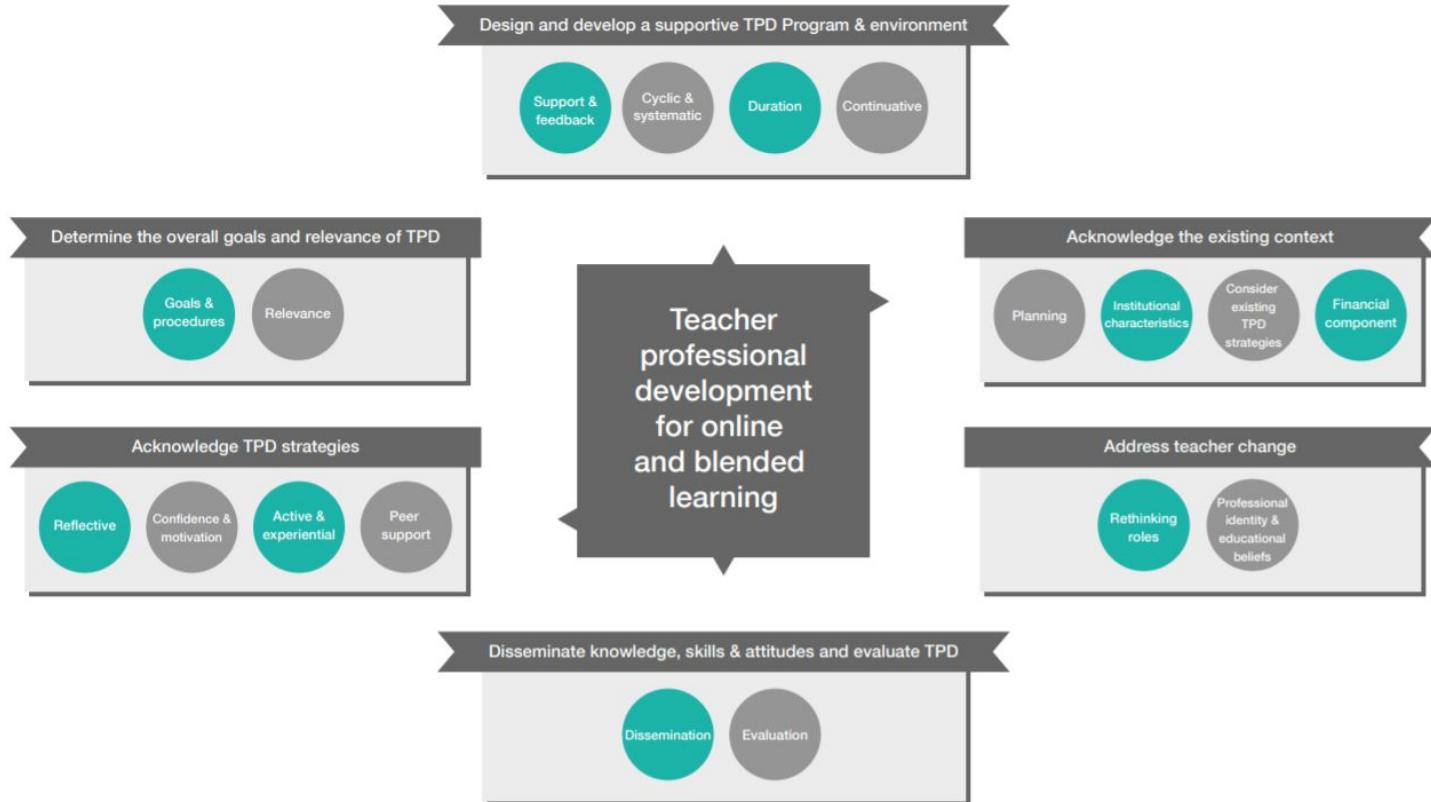 Design and develop a supportive TPD Program & environment
Support &
feedback
Cyclic &
systematic
Duration
Continuative
Determine the overall goals and relevance of TPD
Goals &
procedures
Relevance
Acknowledge the existing context
Planning
Institutional
characteristics
Consider
existing
TPD
strategies
Financial
component
Teacher
professional
development
for online
and blended
learning
Acknowledge TPD strategies
Reflective
Confidence &
motivation
Active &
experiential
Peer
support
Address teacher change
Rethinking
roles
Professional
identity &
educational
beliefs
Disseminate knowledge, skills & attitudes and evaluate TPD
Dissemination
Evaluation